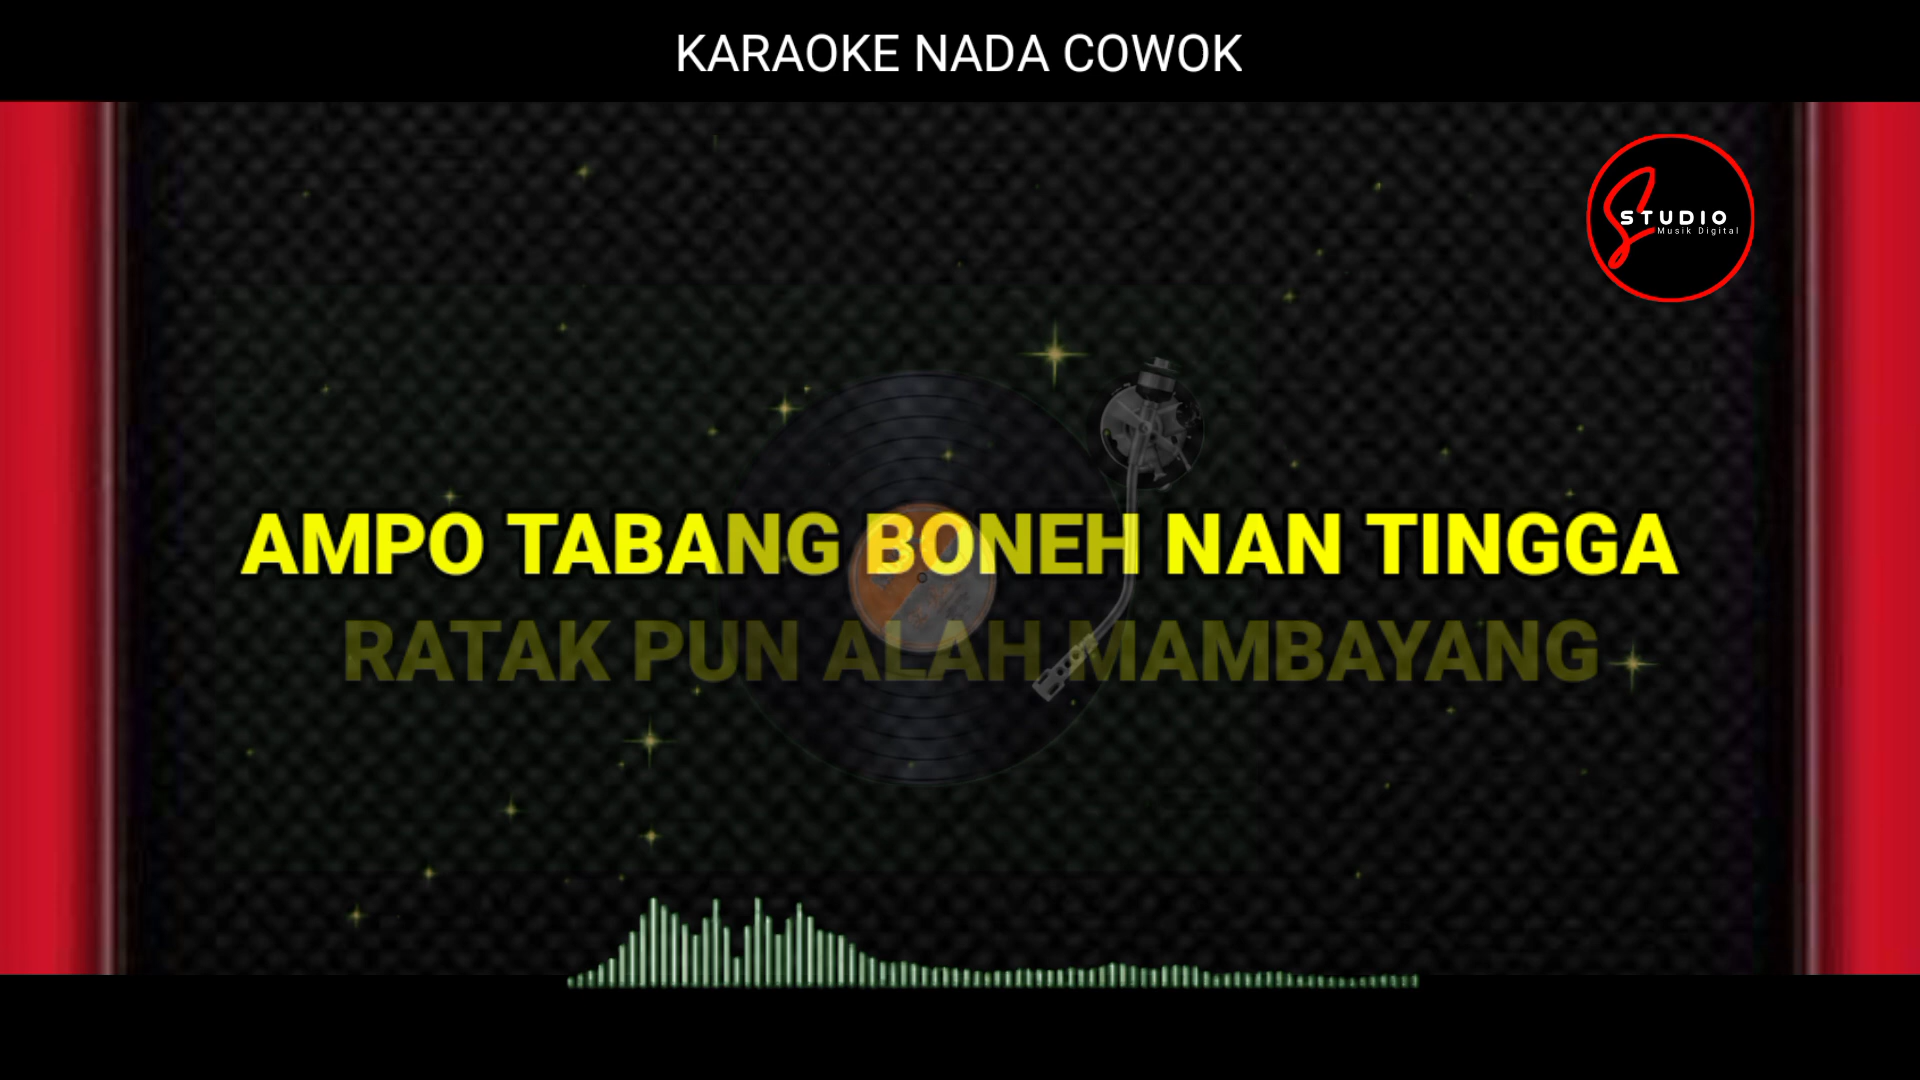 KARAOKE NADA COWOK
STUDIO
Musik Digital
AMPO TABANG BONEH NAN TINGGA
RATAK PUN ALAH MAMBAYANG